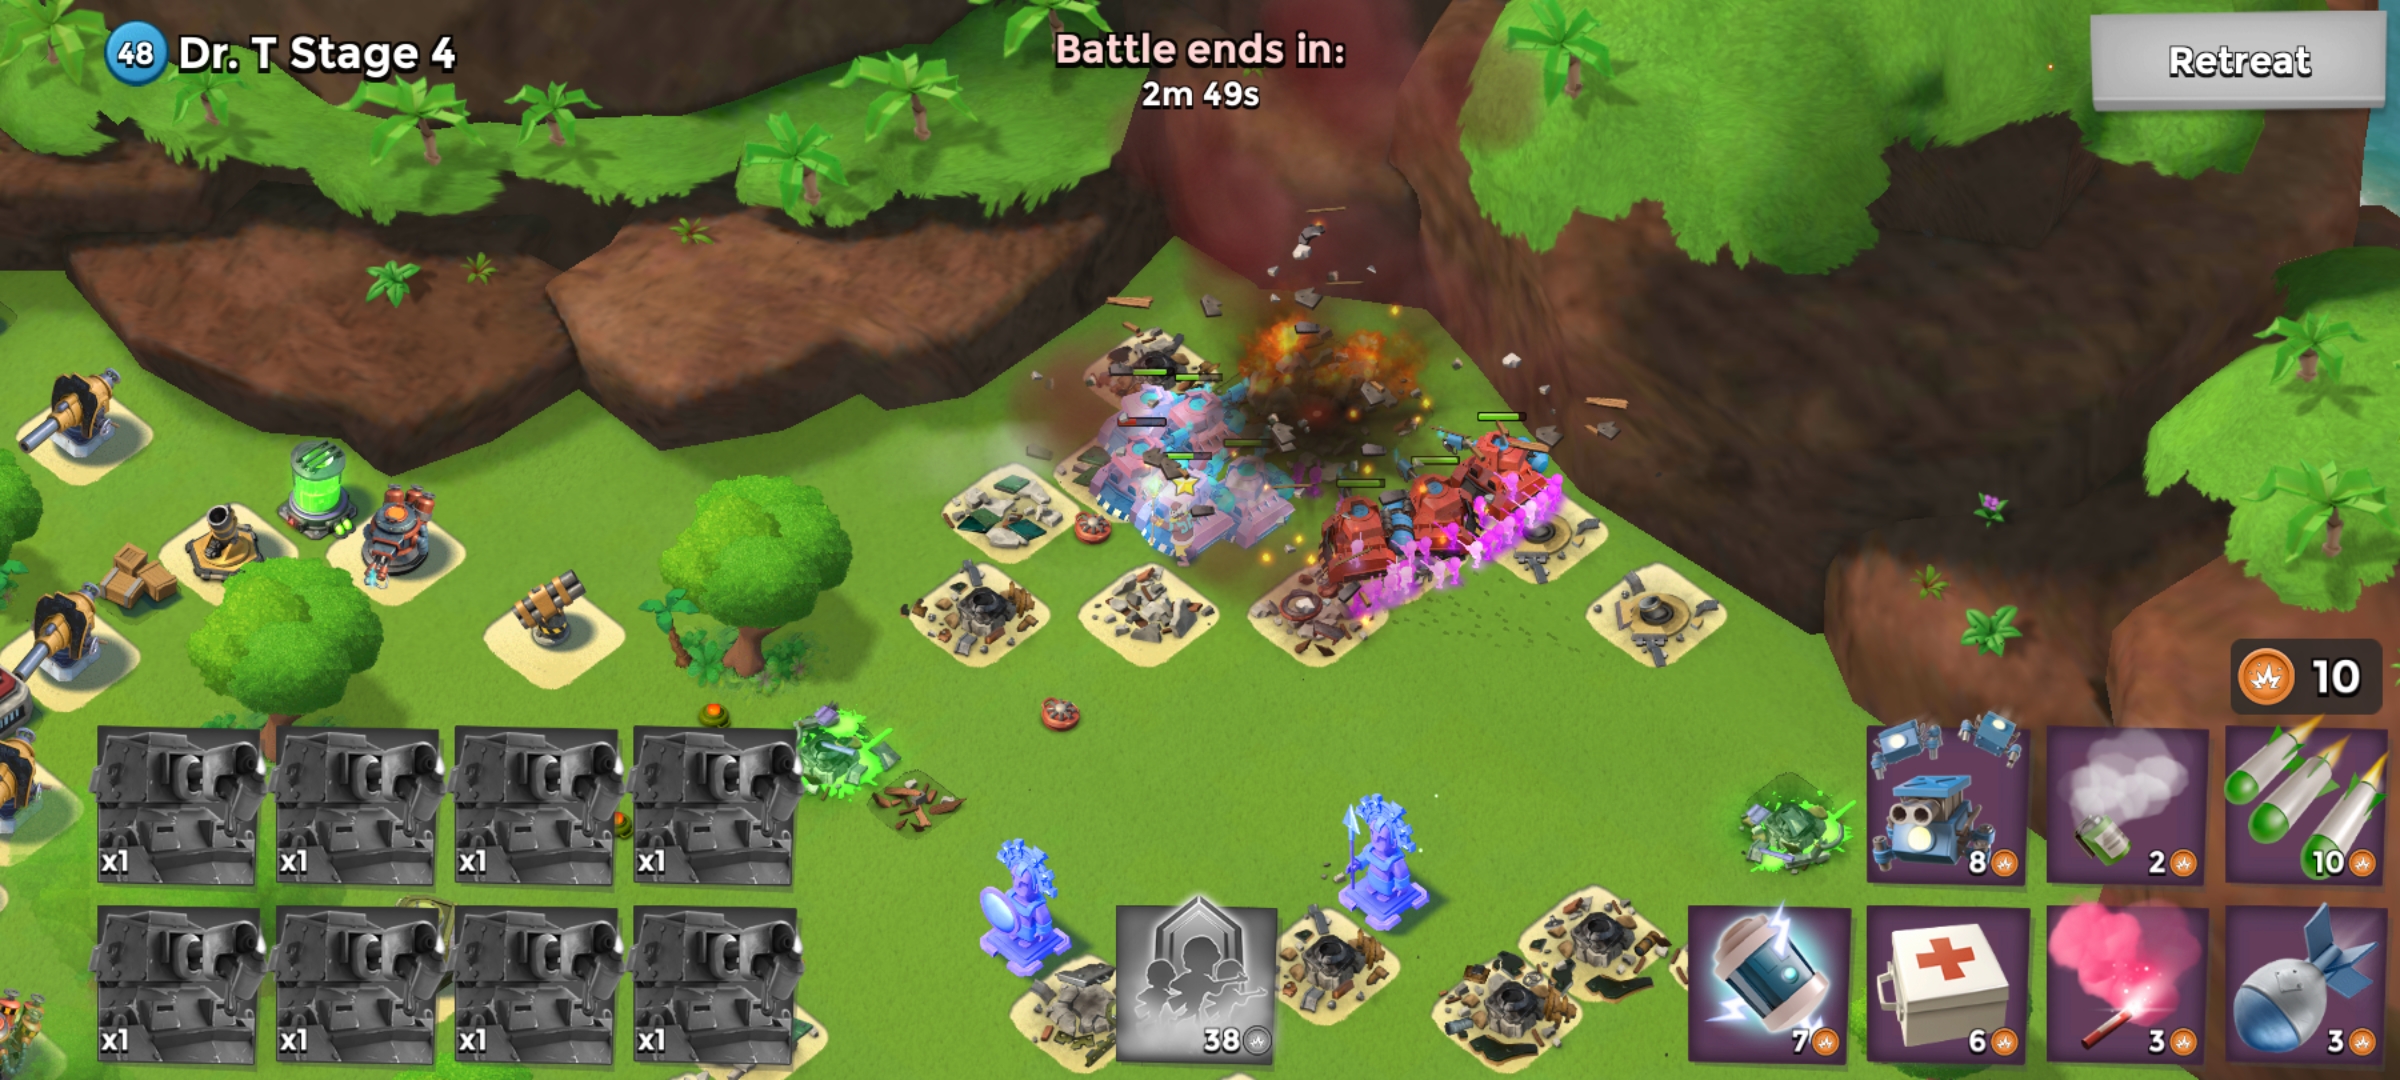 48 Dr. T Stage 4
Battle ends in:
2m 49s
Retreat
10
x1 x1 x1 x1
8 2 10
x1 x1 x1 x1
38
7 6 3 3